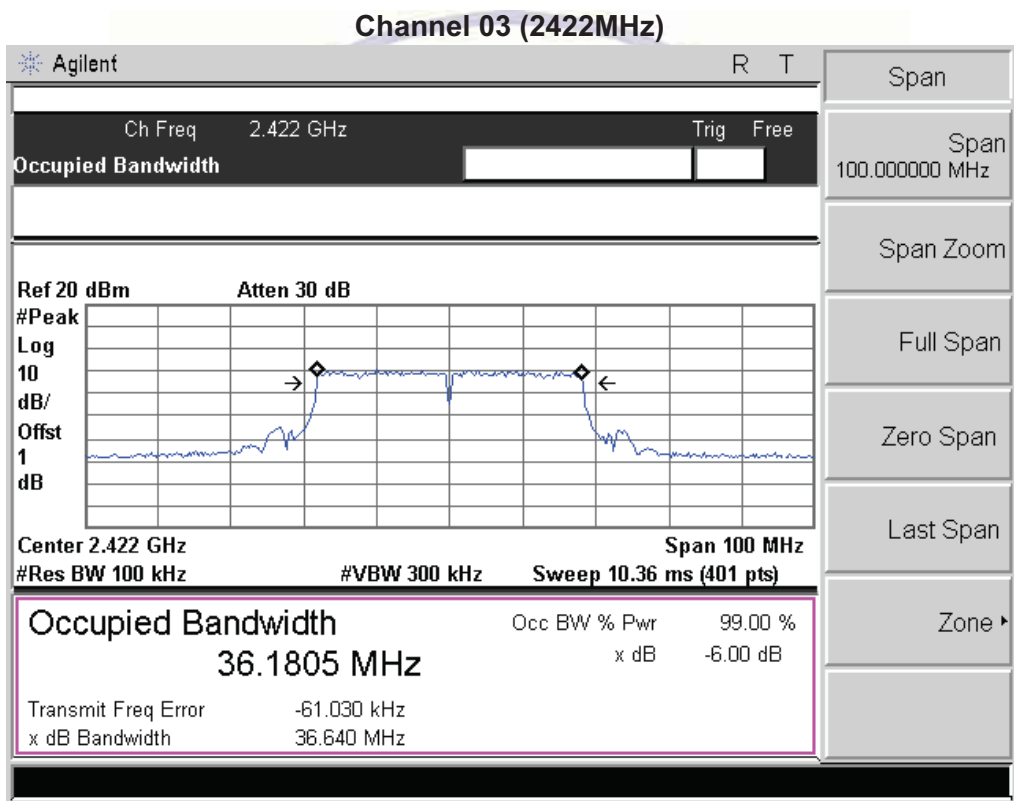 Channel 03 (2422MHz)
Agilent R T
Span
Ch Freq 2.422 GHz Trig Free
Occupied Bandwidth
Span
100.000000 MHz
Span Zoom
Full Span
Zero Span
Last Span
Zone
Ref 20 dBm Atten 30 dB
#Peak
Log
10
dB/
Offst
1
dB
Center 2.422 GHz Span 100 MHz
#Res BW 100 kHz #VBW 300 kHz Sweep 10.36 ms (401 pts)
Occupied Bandwidth Occ BW % Pwr 99.00 %
36.1805 MHz x dB -6.00 dB
Transmit Freq Error -61.030 kHz
x dB Bandwidth 36.640 MHz